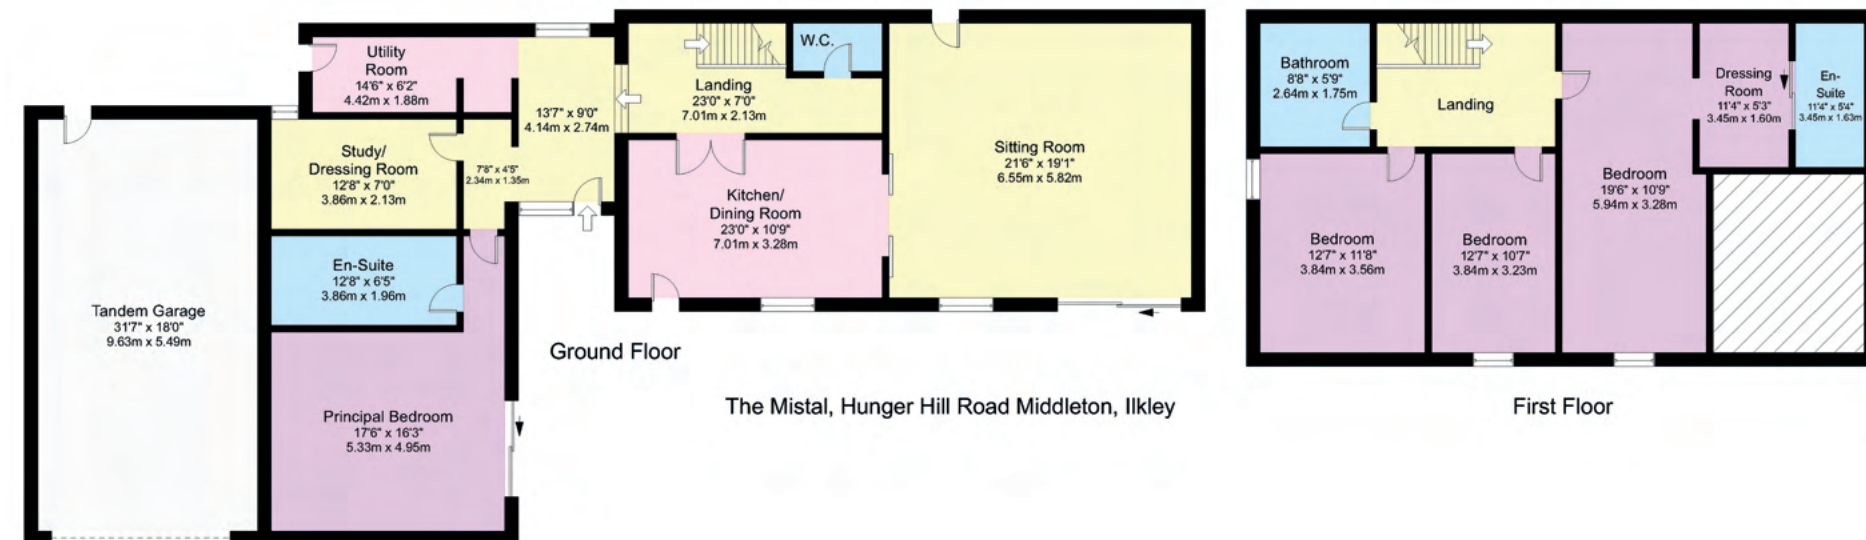 Utility
Room
14'6" x 6'2"
4.42m x 1.88m
13'7" x 9'0"
4.14m x 2.74m
Landing
23'0" x 7'0"
7.01m x 2.13m
W.C.
Study/
Dressing Room
12'8" x 7'0"
3.86m x 2.13m
7'8" x 4'5"
2.34m x 1.35m
Sitting Room
21'6" x 19'1"
6.55m x 5.82m
Kitchen/
Dining Room
23'0" x 10'9"
7.01m x 3.28m
En-Suite
12'8" x 6'5"
3.86m x 1.96m
Tandem Garage
31'7" x 18'0"
9.63m x 5.49m
Principal Bedroom
17'6" x 16'3"
5.33m x 4.95m
Ground Floor
The Mistal, Hunger Hill Road Middleton, Ilkley
Bathroom
8'8" x 5'9"
2.64m x 1.75m
Landing
Dressing
Room
11'4" x 5'3"
3.45m x 1.60m
En-
Suite
11'4" x 5'4"
3.45m x 1.63m
Bedroom
19'6" x 10'9"
5.94m x 3.28m
Bedroom
12'7" x 11'8"
3.84m x 3.56m
Bedroom
12'7" x 10'7"
3.84m x 3.23m
First Floor